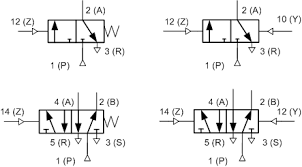 2 (A)
12 (Z)
3 (R)
1 (P)
2 (A)
12 (Z)
10 (Y)
3 (R)
1 (P)
4 (A)
2 (B)
14 (Z)
5 (R)
3 (S)
1 (P)
4 (A)
2 (B)
14 (Z)
12 (Y)
5 (R)
3 (S)
1 (P)